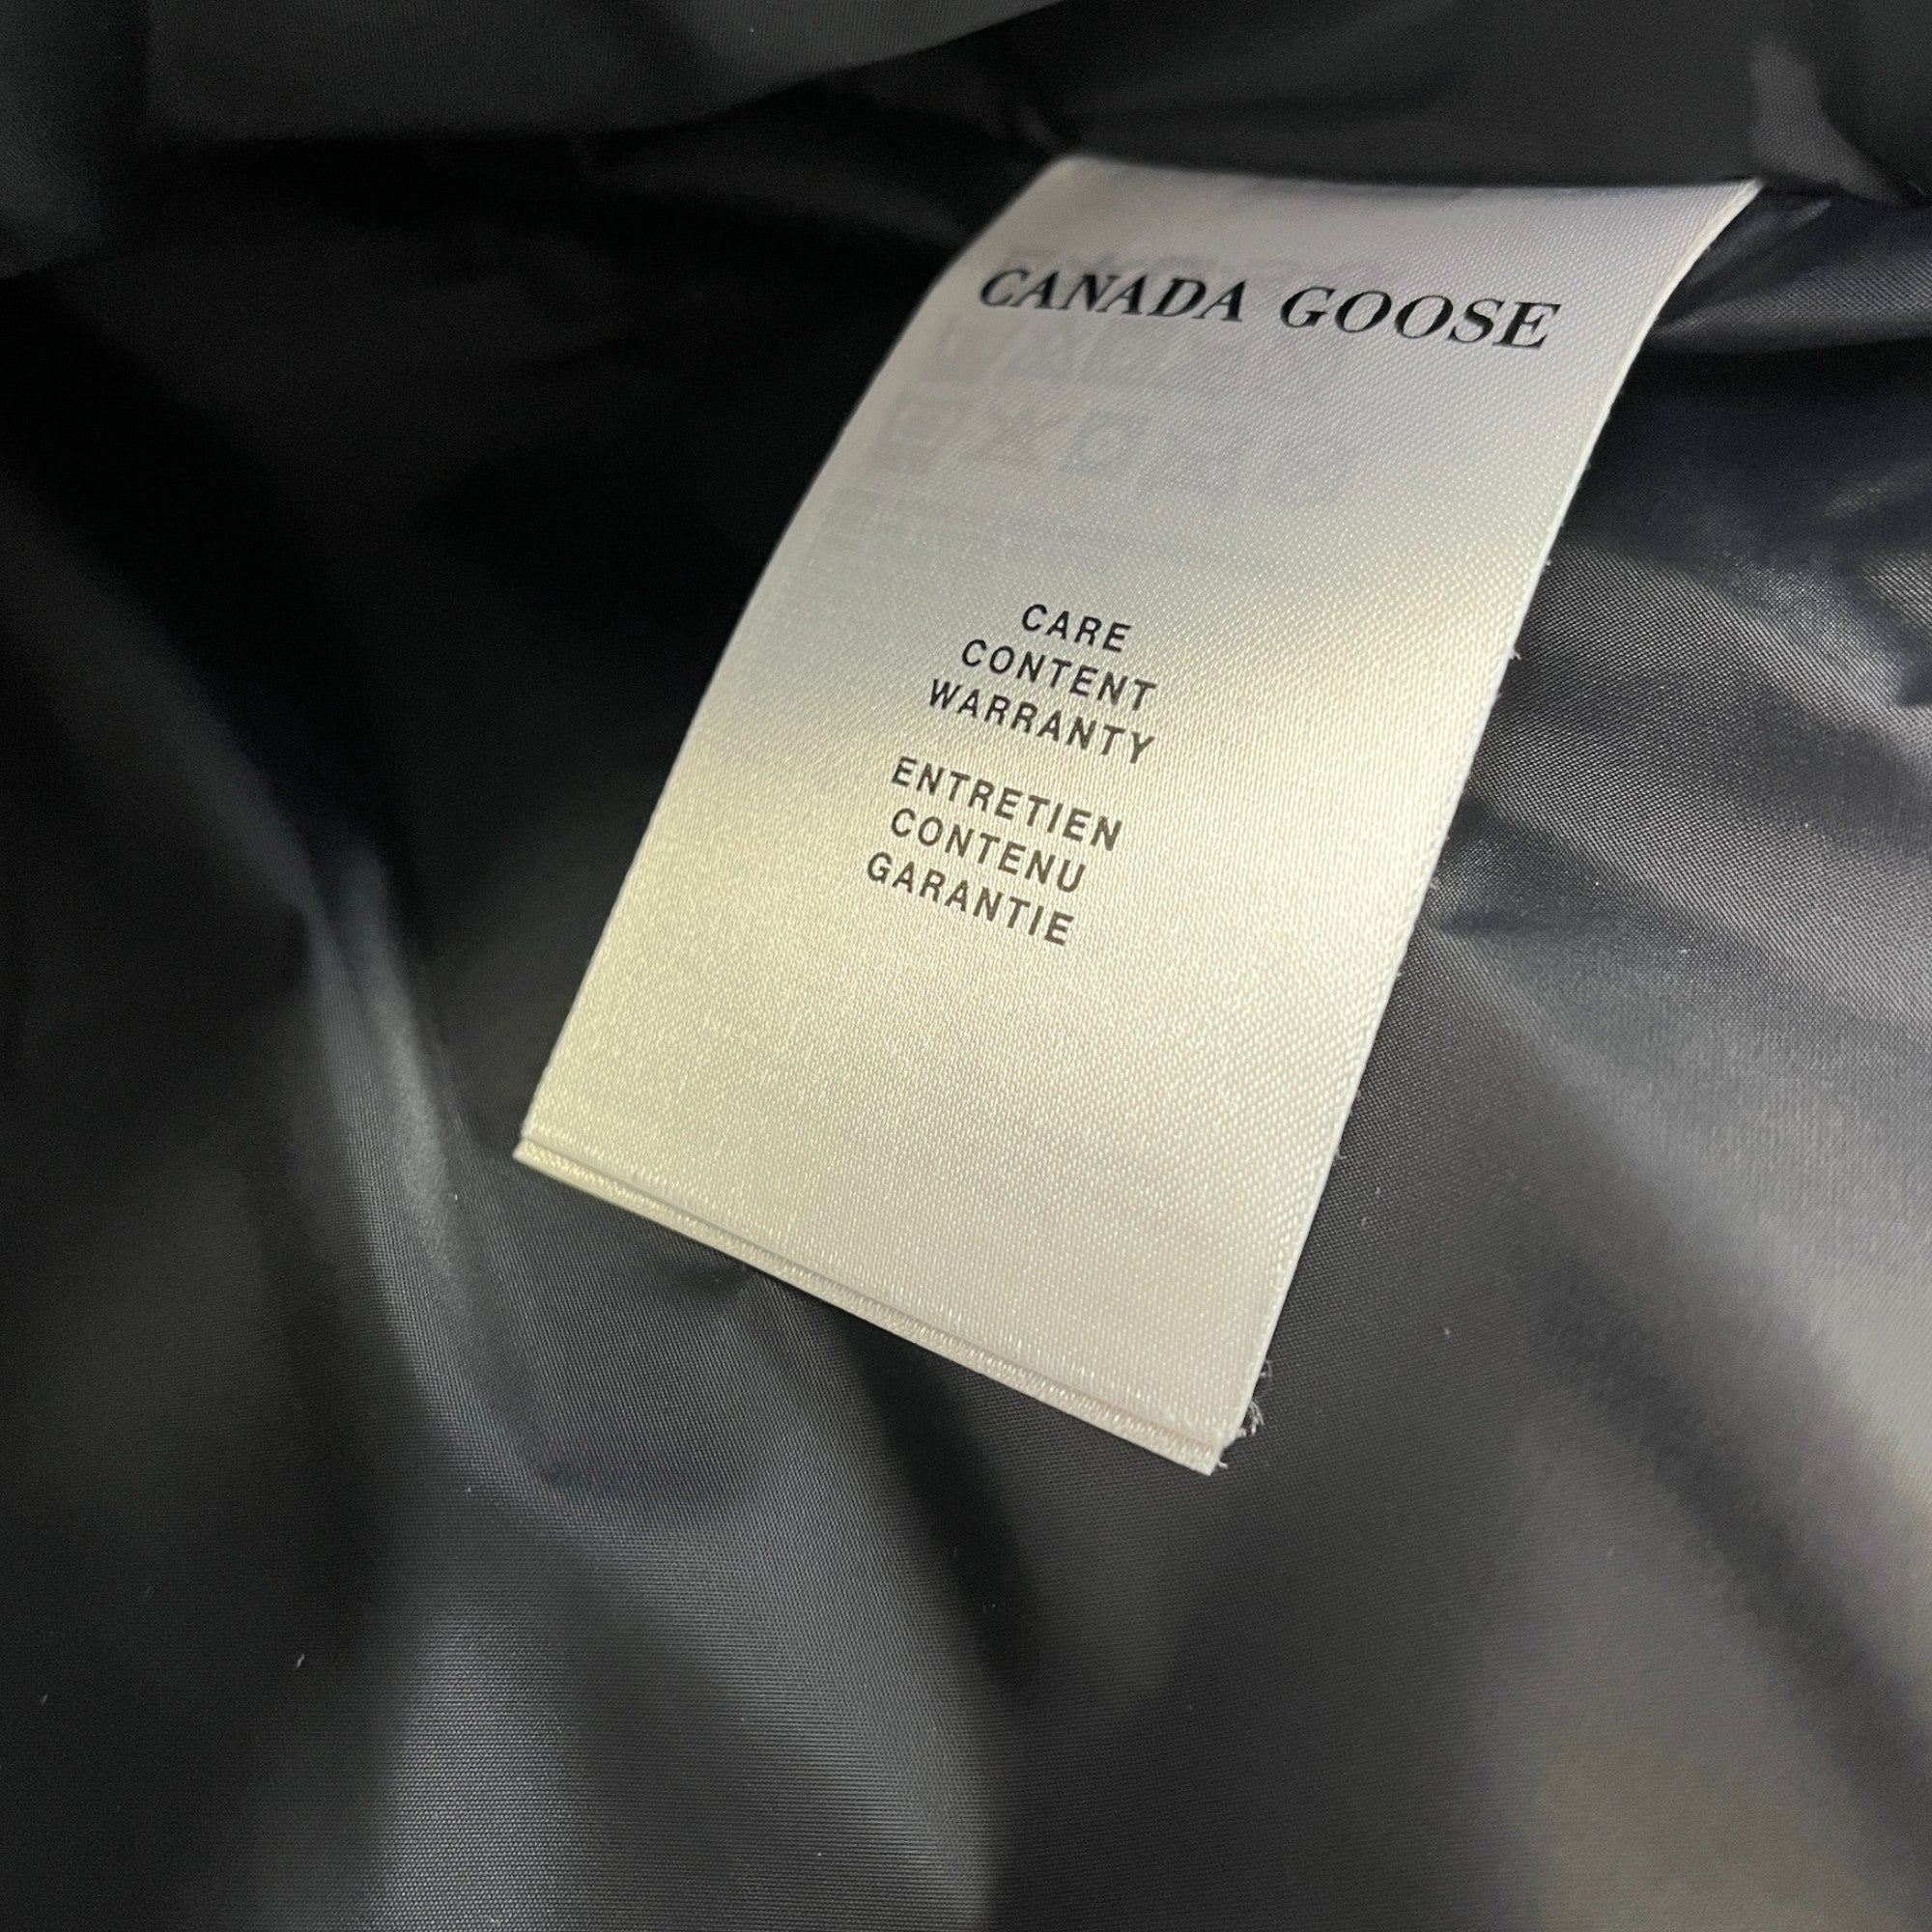 CANADA GOOSE
CARE
CONTENT
WARRANTY
ENTRETIEN
CONTENU
GARANTIE